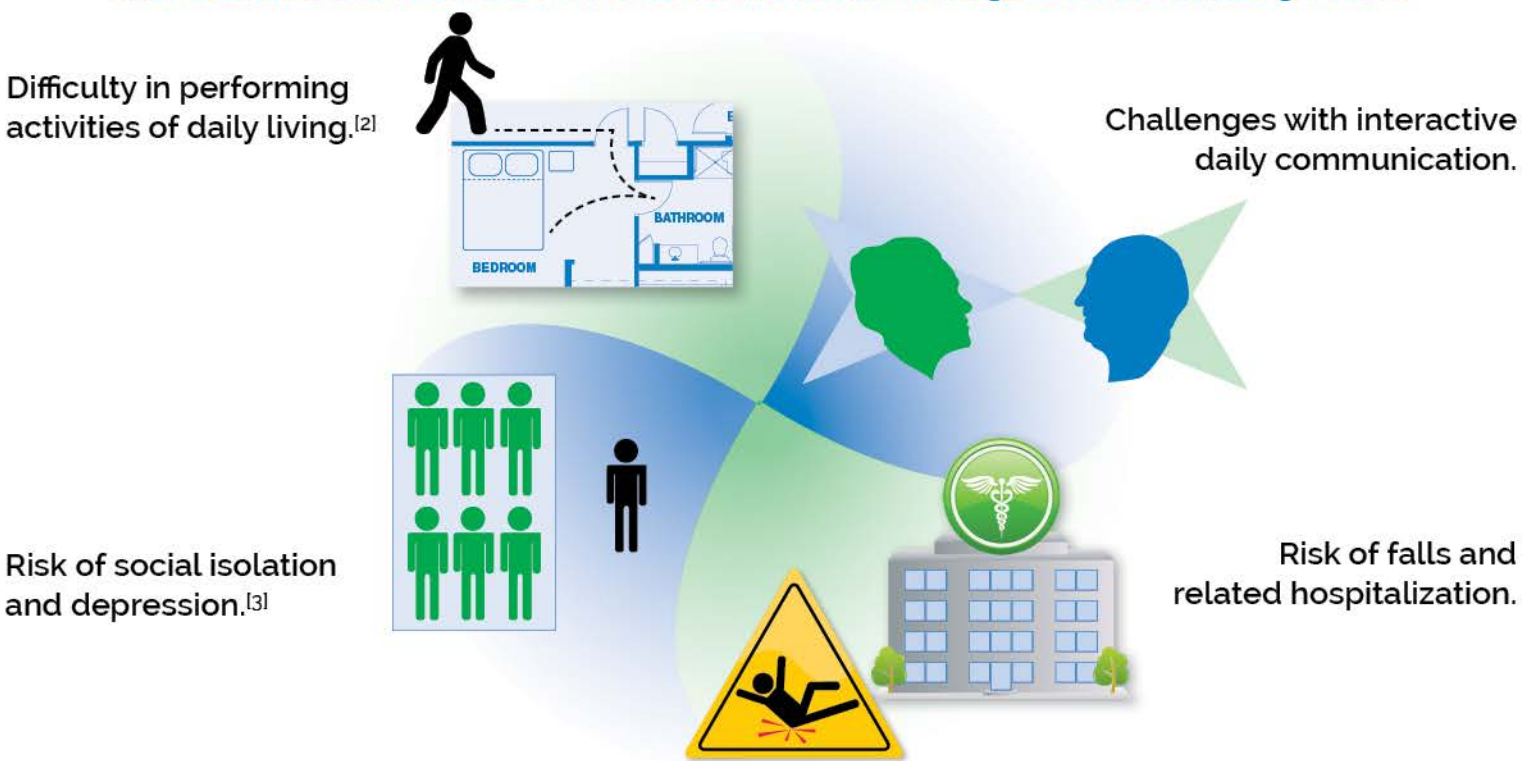 Difficulty in performing
activities of daily living.[2]
BEDROOM
BATHROOM
Challenges with interactive
daily communication.
Risk of social isolation
and depression.[3]
Risk of falls and
related hospitalization.